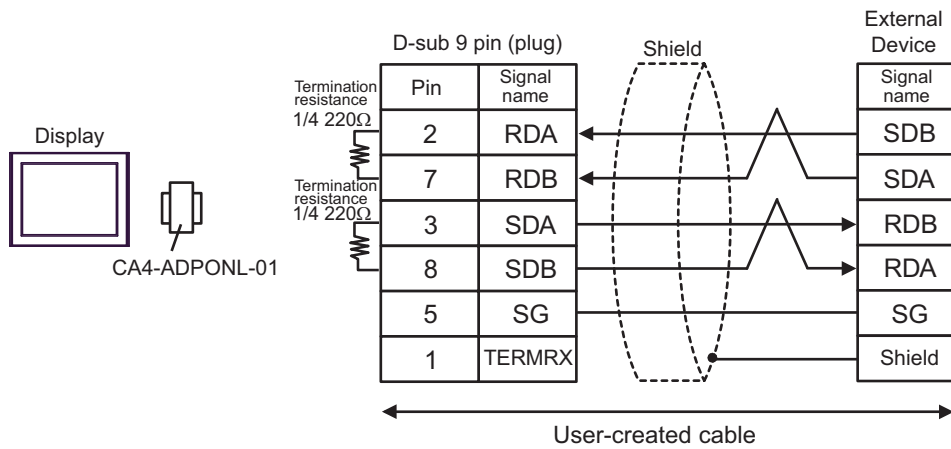 External
Device
D-sub 9 pin (plug)
Shield
Termination
resistance
1/4 220Ω
Pin
Signal
name
Signal
name
2
RDA
SDB
Display
7
RDB
SDA
Termination
resistance
1/4 220Ω
3
SDA
RDB
8
SDB
RDA
CA4-ADPONL-01
5
SG
SG
1
TERMRX
Shield
User-created cable